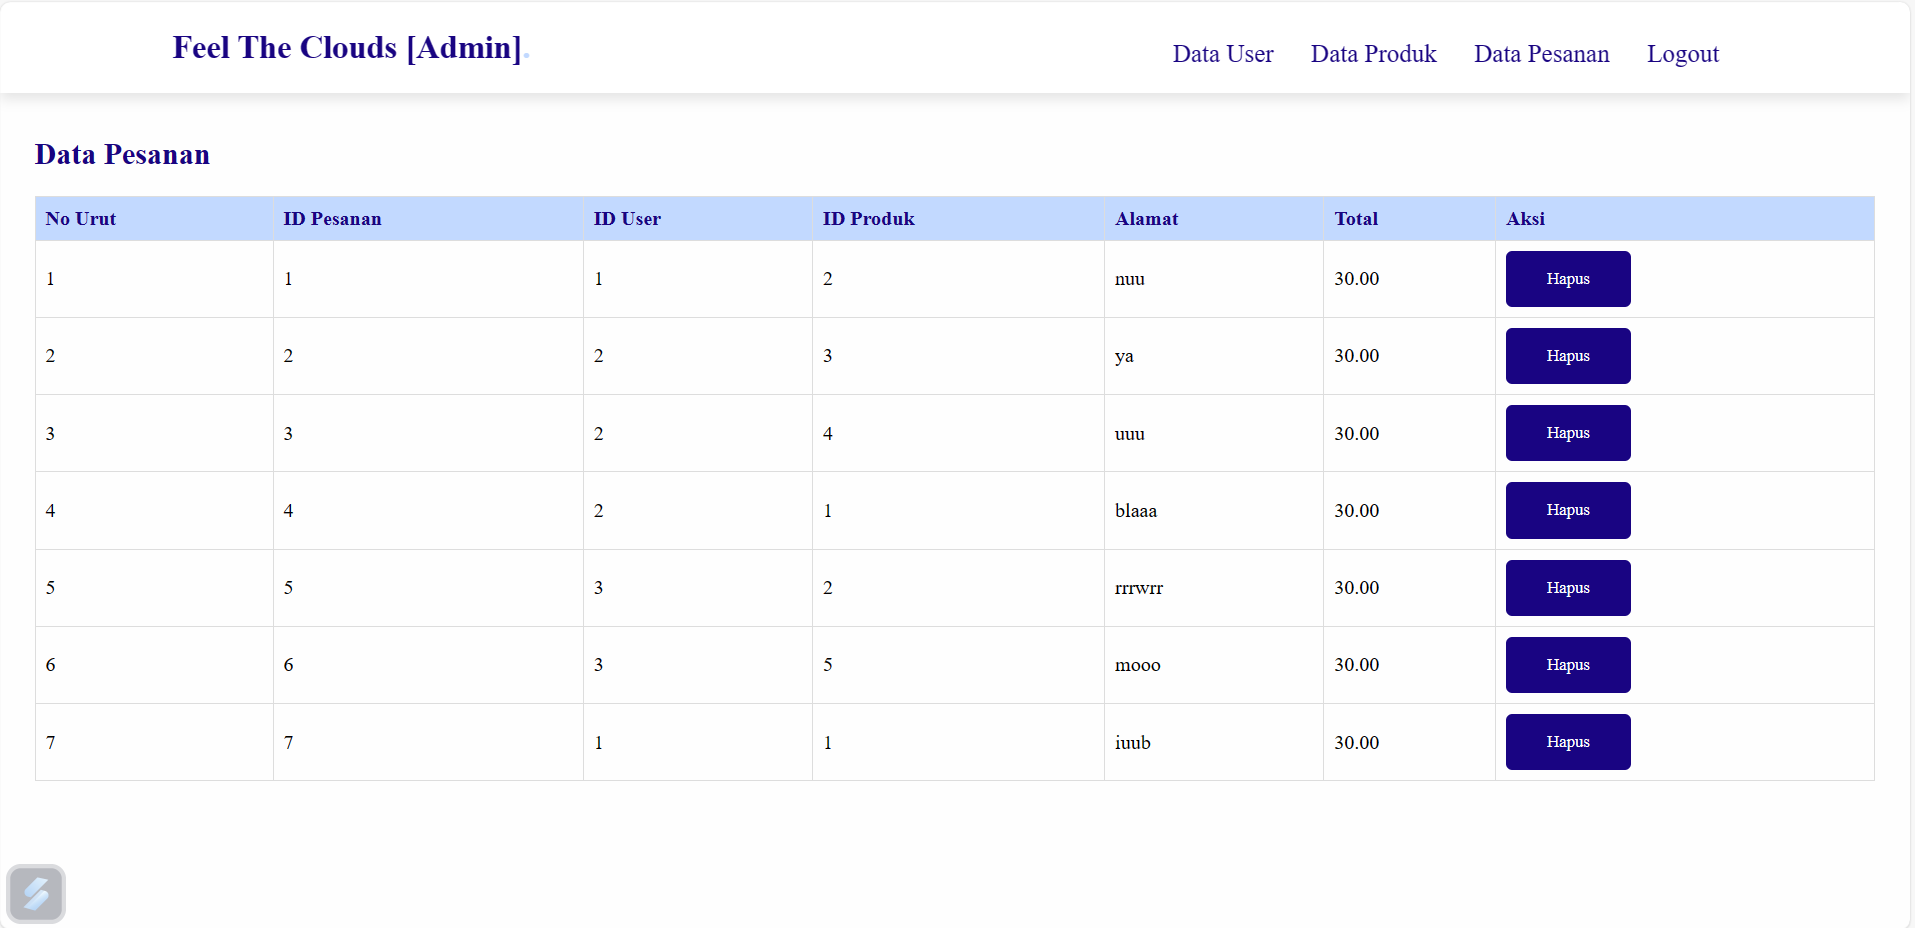 Feel The Clouds [Admin].
Data User Data Produk Data Pesanan Logout
Data Pesanan
No Urut ID Pesanan ID User ID Produk Alamat Total Aksi
1 1 1 2 nuu 30.00 Hapus
2 2 2 3 ya 30.00 Hapus
3 3 2 4 uuu 30.00 Hapus
4 4 2 1 blaaa 30.00 Hapus
5 5 3 2 rrrwrr 30.00 Hapus
6 6 3 5 mooo 30.00 Hapus
7 7 1 1 iuub 30.00 Hapus